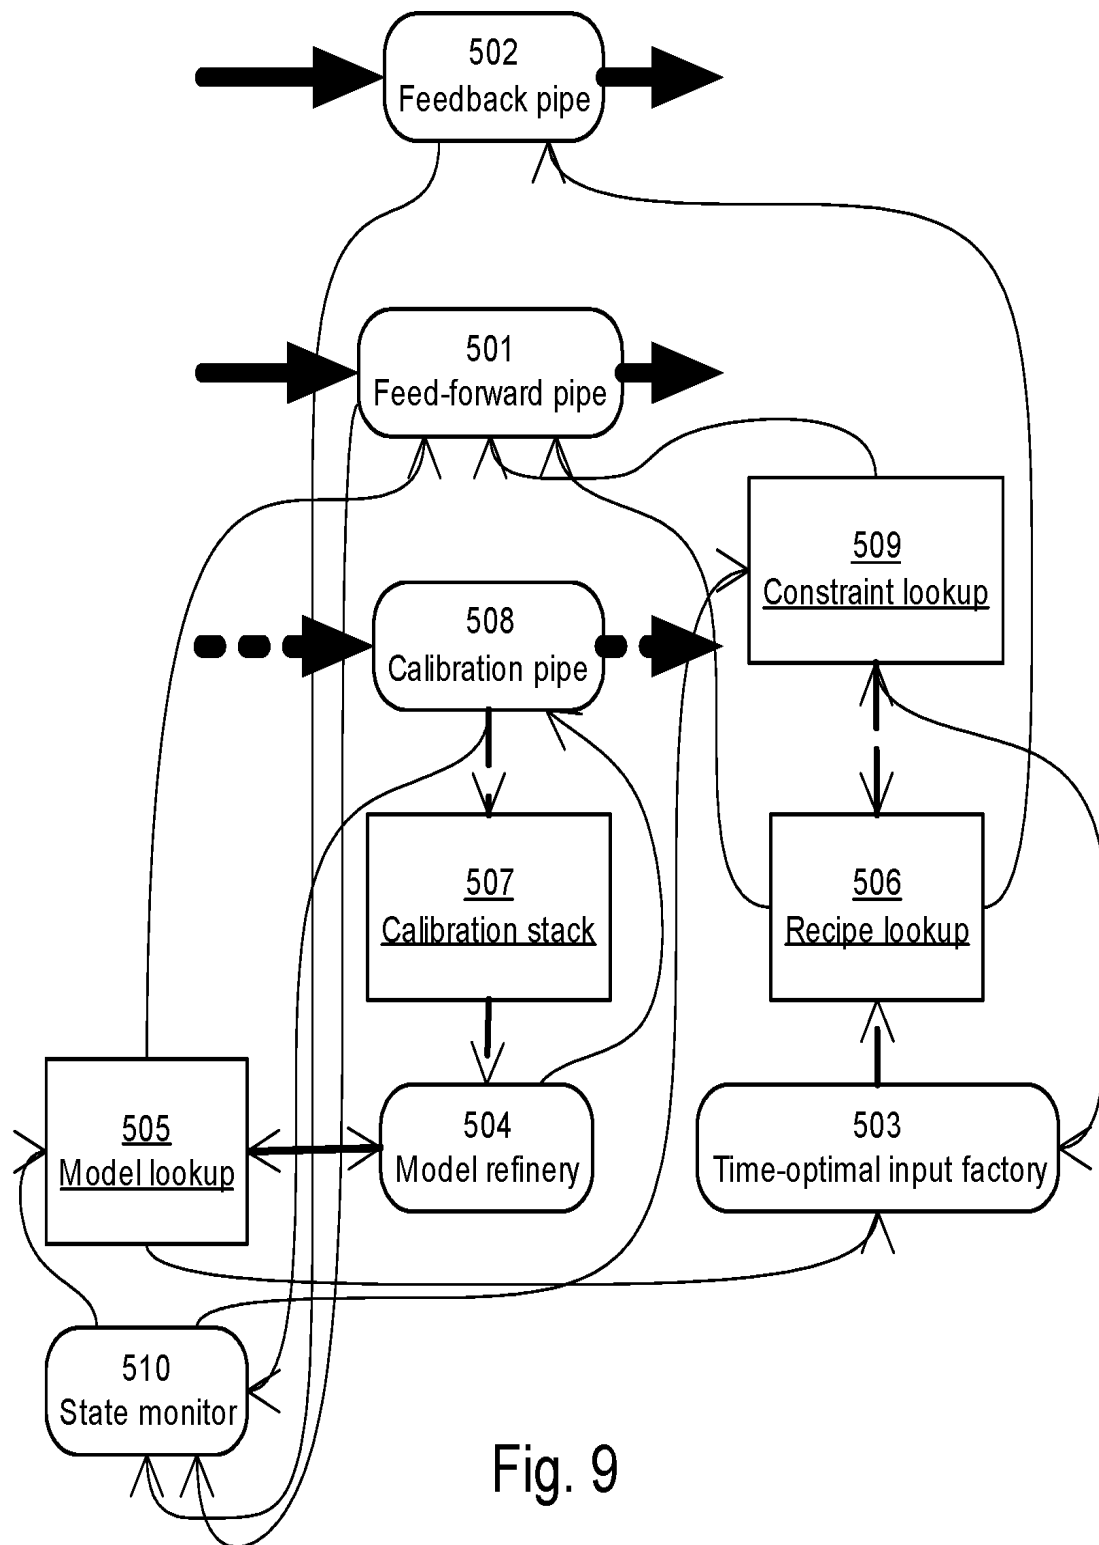 502
Feedback pipe
501
Feed-forward pipe
509
Constraint lookup
508
Calibration pipe
507
Calibration stack
506
Recipe lookup
505
Model lookup
504
Model refinery
503
Time-optimal input factory
510
State monitor
Fig. 9